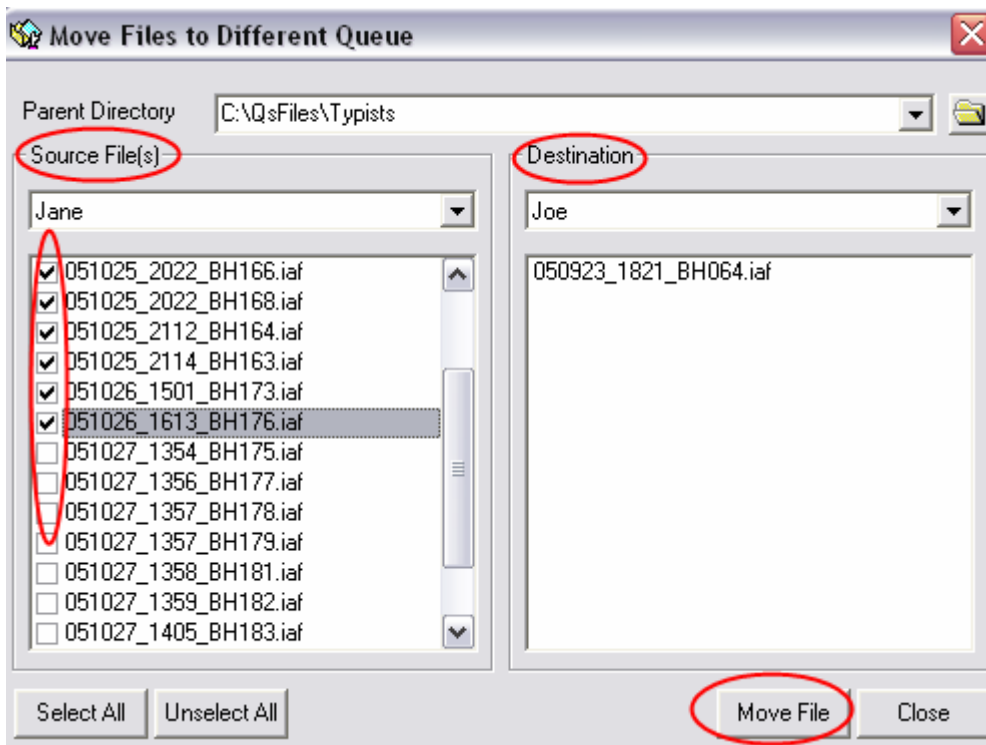 Move Files to Different Queue
Parent Directory C:\QsFiles\Typists
Source File(s)
Jane
051025_2022_BH166.iaf
051025_2022_BH168.iaf
051025_2112_BH164.iaf
051025_2114_BH163.iaf
051026_1501_BH173.iaf
051026_1613_BH176.iaf
051027_1354_BH175.iaf
051027_1356_BH177.iaf
051027_1357_BH178.iaf
051027_1357_BH179.iaf
051027_1358_BH181.iaf
051027_1359_BH182.iaf
051027_1405_BH183.iaf
Destination
Joe
050923_1821_BH064.iaf
Select All Unselect All Move File Close